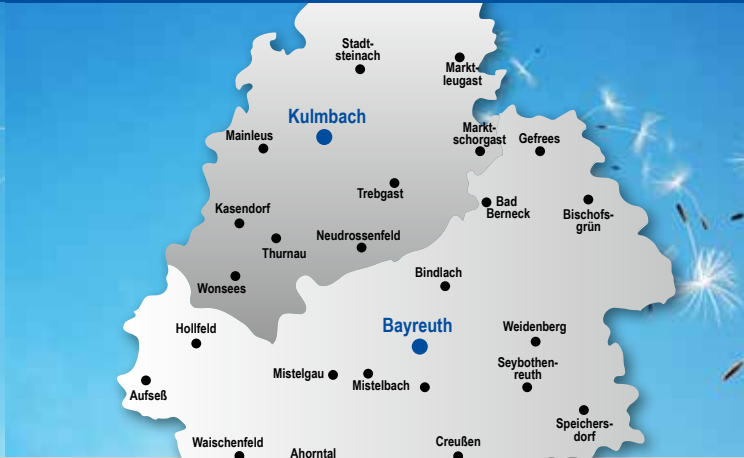 Stadt-
steinach
Markt-
leugast
Kulmbach
Mainleus
Markt-
schorgast
Gefrees
Trebgast
Kasendorf
Bad
Berneck
Bischofs-
grün
Thurnau
Neudrossenfeld
Wonsees
Bindlach
Hollfeld
Bayreuth
Weidenberg
Mistelgau
Mistelbach
Seybothen-
reuth
Aufseß
Speichers-
dorf
Waischenfeld
Ahorntal
Creußen